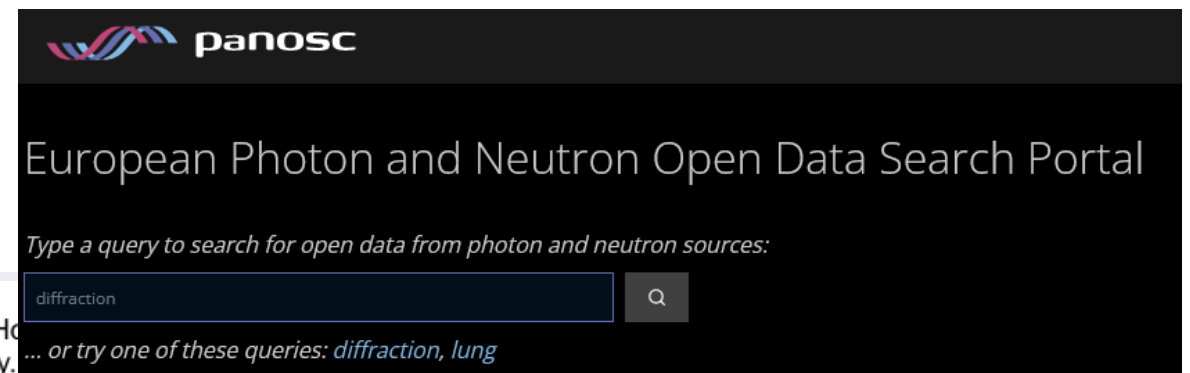 panosc
European Photon and Neutron Open Data Search Portal
Type a query to search for open data from photon and neutron sources:
diffraction
... or try one of these queries: diffraction, lung